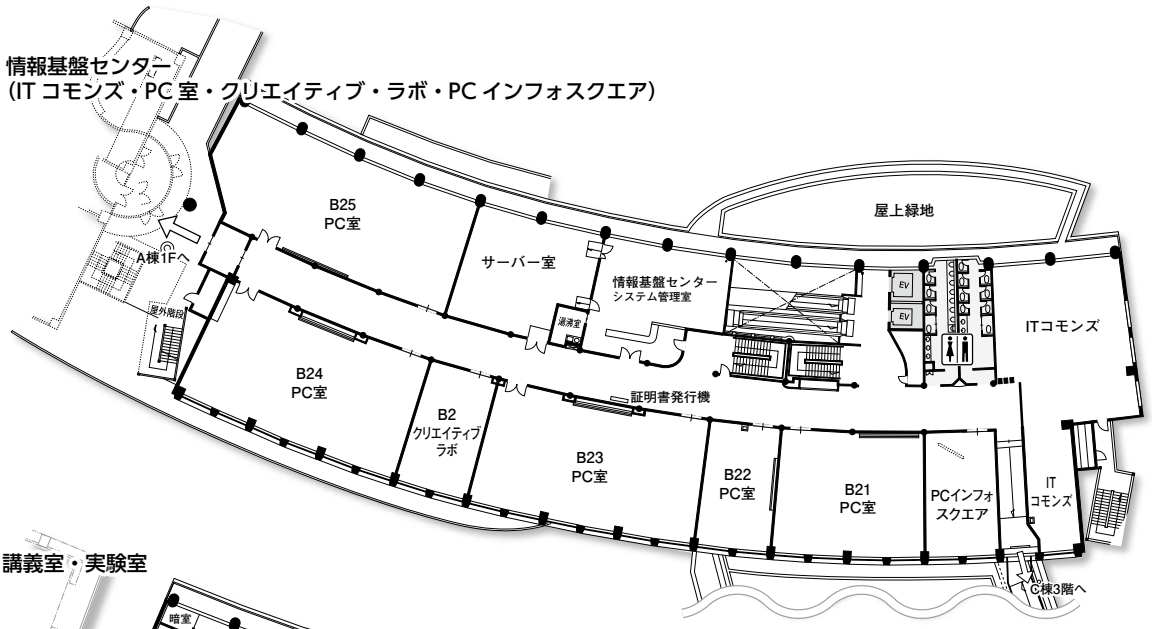 情報基盤センター
(IT コモンズ・PC 室・クリエイティブ・ラボ・PC インフォスクエア)
B25
PC室
屋上緑地
A棟1Fへ
サーバー室
情報基盤センター
システム管理室
EV
EV
屋外階段
湯沸室
ITコモンズ
B24
PC室
証明書発行機
B2
クリエイティブ
ラボ
B23
PC室
B22
PC室
B21
PC室
PCインフォ
スクエア
IT
コモンズ
C棟3階へ
講義室・実験室
暗室